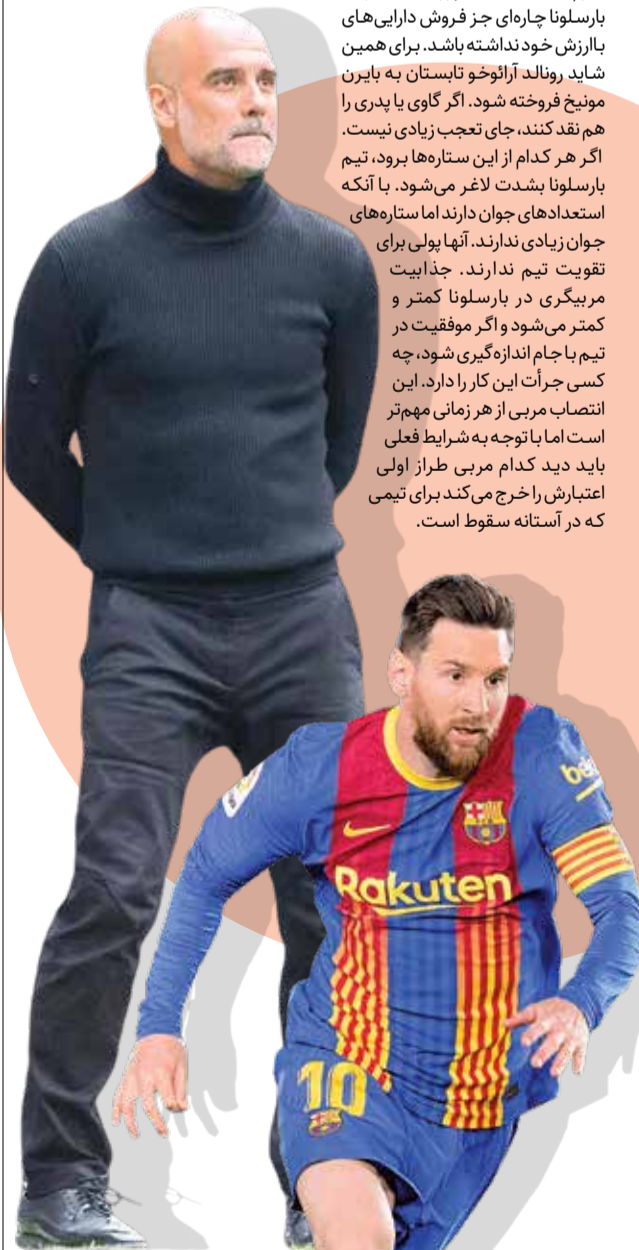 بارسلونا چاره‌ای جز فروش دارایی‌های
باارزش خود نداشته باشد. برای همین
شاید رونالد آرائوخو تابستان به بایرن
مونیخ فروخته شود. اگر گاوی یا پدری را
هم نقد کنند، جای تعجب زیادی نیست.
اگر هر کدام از این ستاره‌ها برود، تیم
بارسلونا بشدت لاغر می‌شود. با آنکه
استعدادهای جوان دارند اما ستاره‌های
جوان زیادی ندارند. آنها پولی برای
تقویت تیم ندارند. جذابیت
مربیگری در بارسلونا کمتر و
کمتر می‌شود و اگر موفقیت در
تیم با جام اندازه‌گیری شود، چه
کسی جرأت این کار را دارد. این
انتصاب مربی از هر زمانی مهم‌تر
است اما با توجه به شرایط فعلی
باید دید کدام مربی طراز اولی
اعتبارش را خرج می‌کند برای تیمی
که در آستانه سقوط است.
Rakuten
10